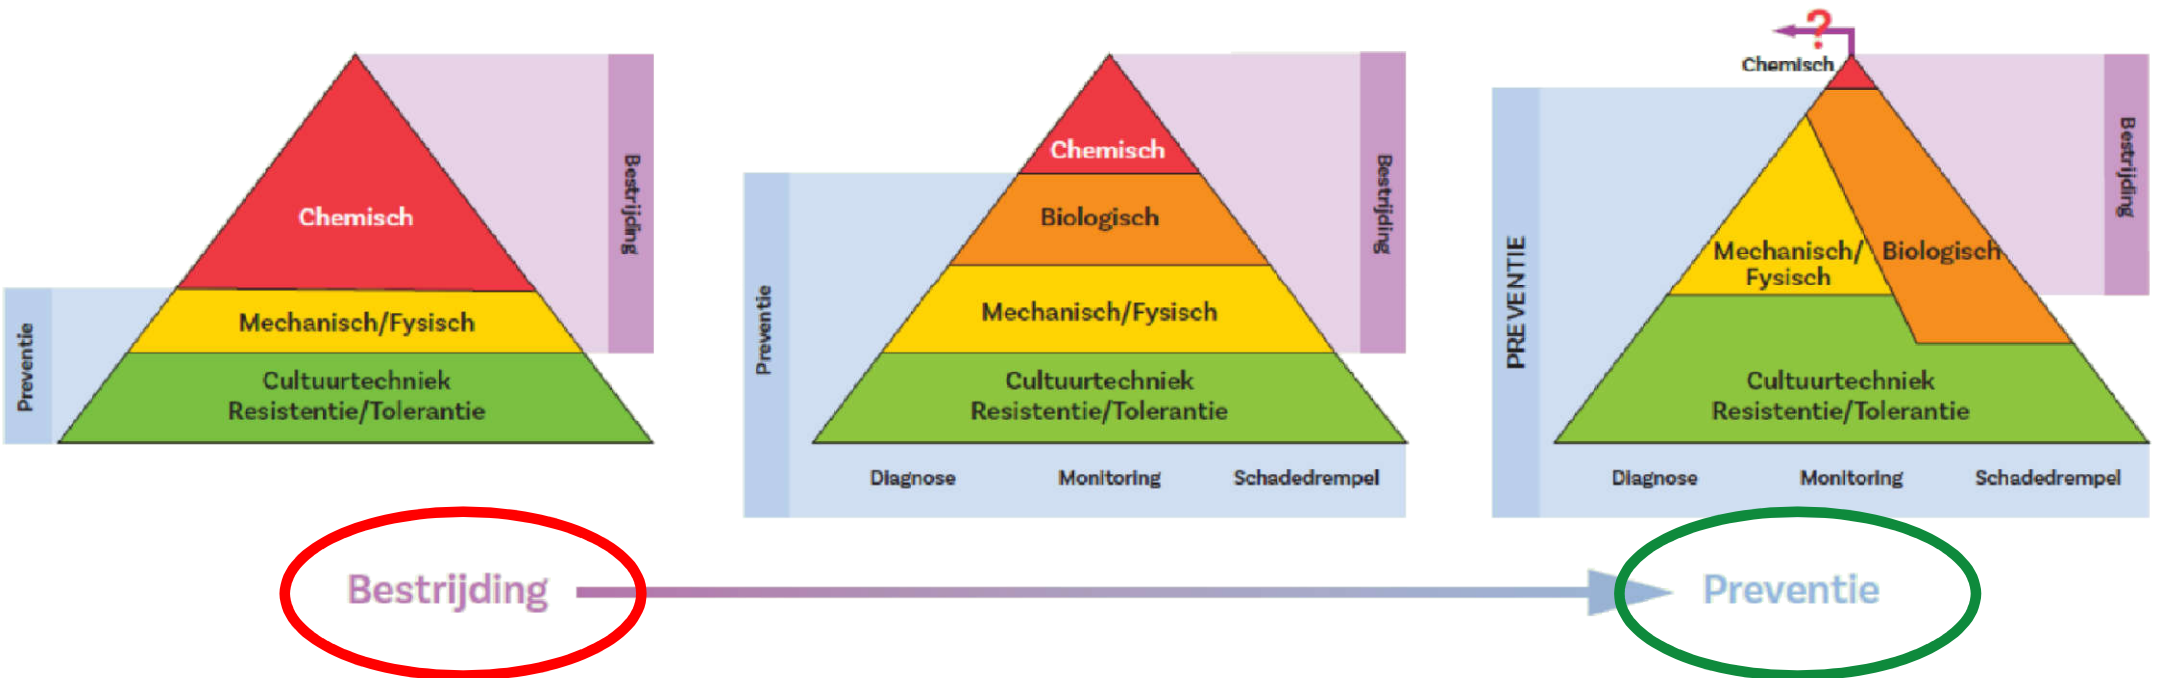 Preventie
Chemisch
Mechanisch/Fysisch
Cultuurtechniek
Resistentie/Tolerantie
Bestrijding
Preventie
Chemisch
Biologisch
Mechanisch/Fysisch
Cultuurtechniek
Resistentie/Tolerantie
Diagnose Monitoring Schadedrempel
Bestrijding
PREVENTIE
?
Chemisch
Mechanisch/
Fysisch
Biologisch
Cultuurtechniek
Resistentie/Tolerantie
Diagnose Monitoring Schadedrempel
Bestrijding
Bestrijding Preventie